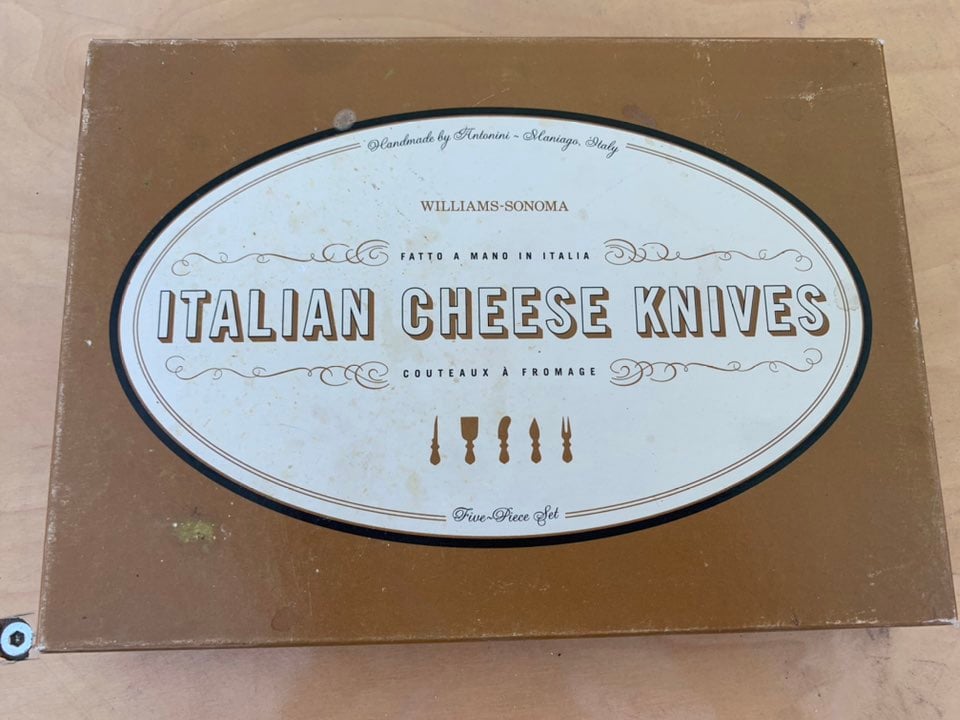 Handmade by Antonini ~ Maniago, Italy
WILLIAMS-SONOMA
FATTO A MANO IN ITALIA
ITALIAN CHEESE KNIVES
COUTEAUX À FROMAGE
Five~Piece Set